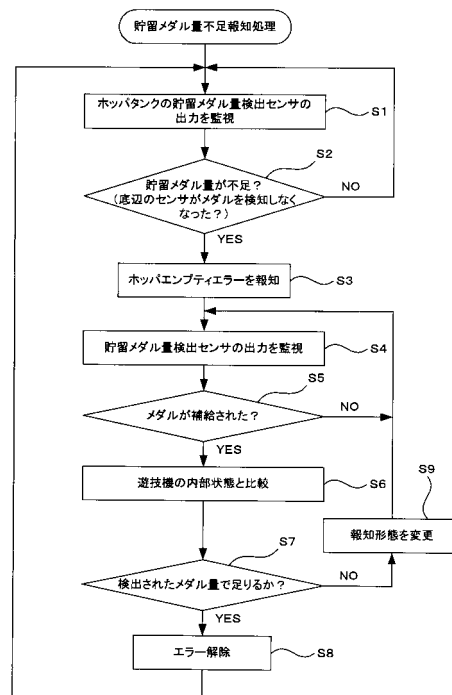 貯留メダル量不足報知処理
ホッパタンクの貯留メダル量検出センサの
出力を監視
S1
S2
貯留メダル量が不足?
(底辺のセンサがメダルを検知しなく
なった?)
NO
YES
ホッパエンプティエラーを報知
S3
貯留メダル量検出センサの出力を監視
S4
S5
メダルが補給された?
NO
YES
遊技機の内部状態と比較
S6
S9
報知形態を変更
S7
検出されたメダル量で足りるか?
NO
YES
エラー解除
S8